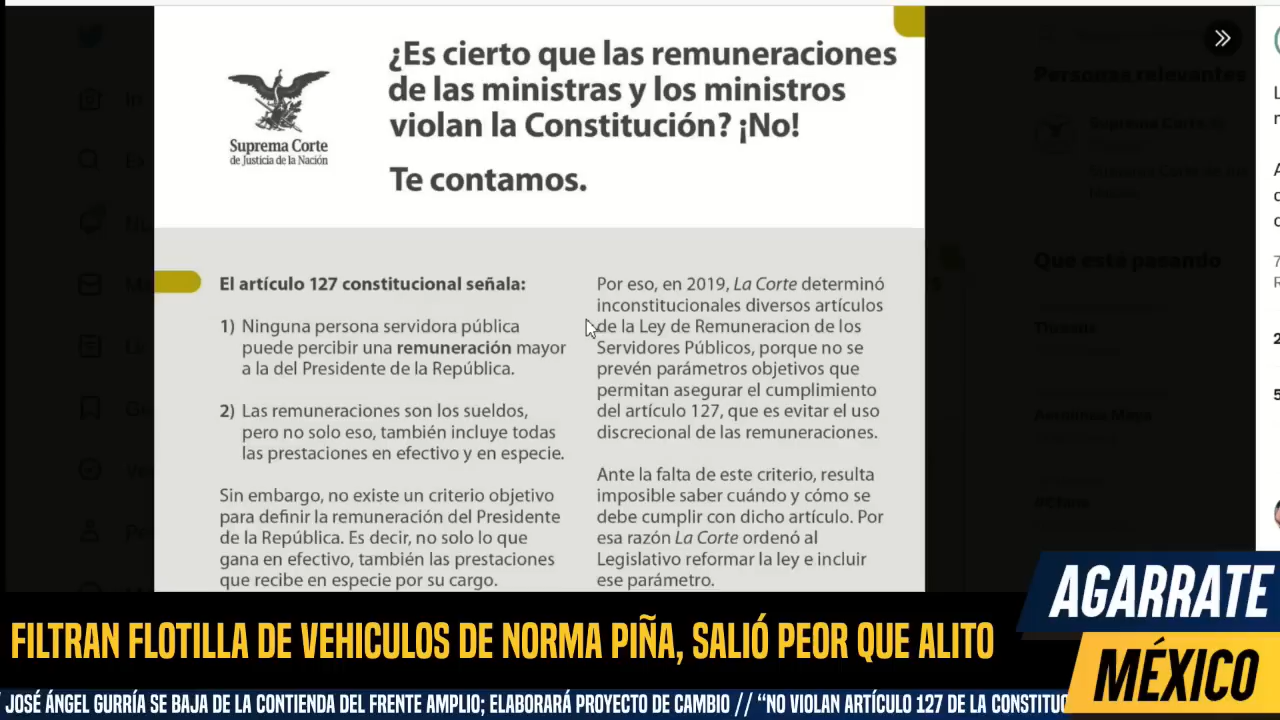 ¿Es cierto que las remuneraciones
de las ministras y los ministros
violan la Constitución? ¡No!
Te contamos.
Suprema Corte
de Justicia de la Nación
El artículo 127 constitucional señala:
1) Ninguna persona servidora pública
puede percibir una remuneración mayor
a la del Presidente de la República.
2) Las remuneraciones son los sueldos,
pero no solo eso, también incluye todas
las prestaciones en efectivo y en especie.
Sin embargo, no existe un criterio objetivo
para definir la remuneración del Presidente
de la República. Es decir, no solo lo que
gana en efectivo, también las prestaciones
que recibe en especie por su cargo.
Por eso, en 2019, La Corte determinó
inconstitucionales diversos artículos
de la Ley de Remuneracion de los
Servidores Públicos, porque no se
prevén parámetros objetivos que
permitan asegurar el cumplimiento
del artículo 127, que es evitar el uso
discrecional de las remuneraciones.
Ante la falta de este criterio, resulta
imposible saber cuándo y cómo se
debe cumplir con dicho artículo. Por
esa razón La Corte ordenó al
Legislativo reformar la ley e incluir
ese parámetro.
Personas relevantes
Suprema Corte
Qué está pasando
AGARRATE
MÉXICO
FILTRAN FLOTILLA DE VEHICULOS DE NORMA PIÑA, SALIÓ PEOR QUE ALITO
/ JOSÉ ÁNGEL GURRÍA SE BAJA DE LA CONTIENDA DEL FRENTE AMPLIO; ELABORARÁ PROYECTO DE CAMBIO // “NO VIOLAN ARTÍCULO 127 DE LA CONSTITUC